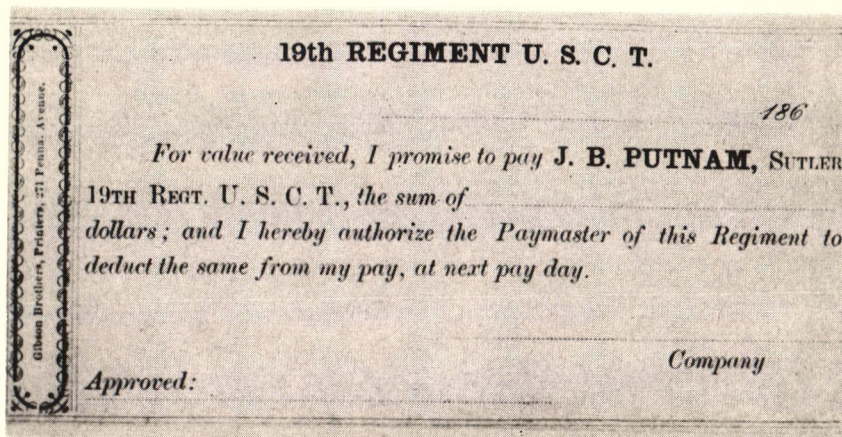 19th REGIMENT U. S. C. T.
186
For value received, I promise to pay J. B. PUTNAM, SUTLER
19TH REGT. U. S. C. T., the sum of
dollars; and I hereby authorize the Paymaster of this Regiment to
deduct the same from my pay, at next pay day.
Company
Approved:
Gibson Brothers, Printers, 271 Penna. Avenue.